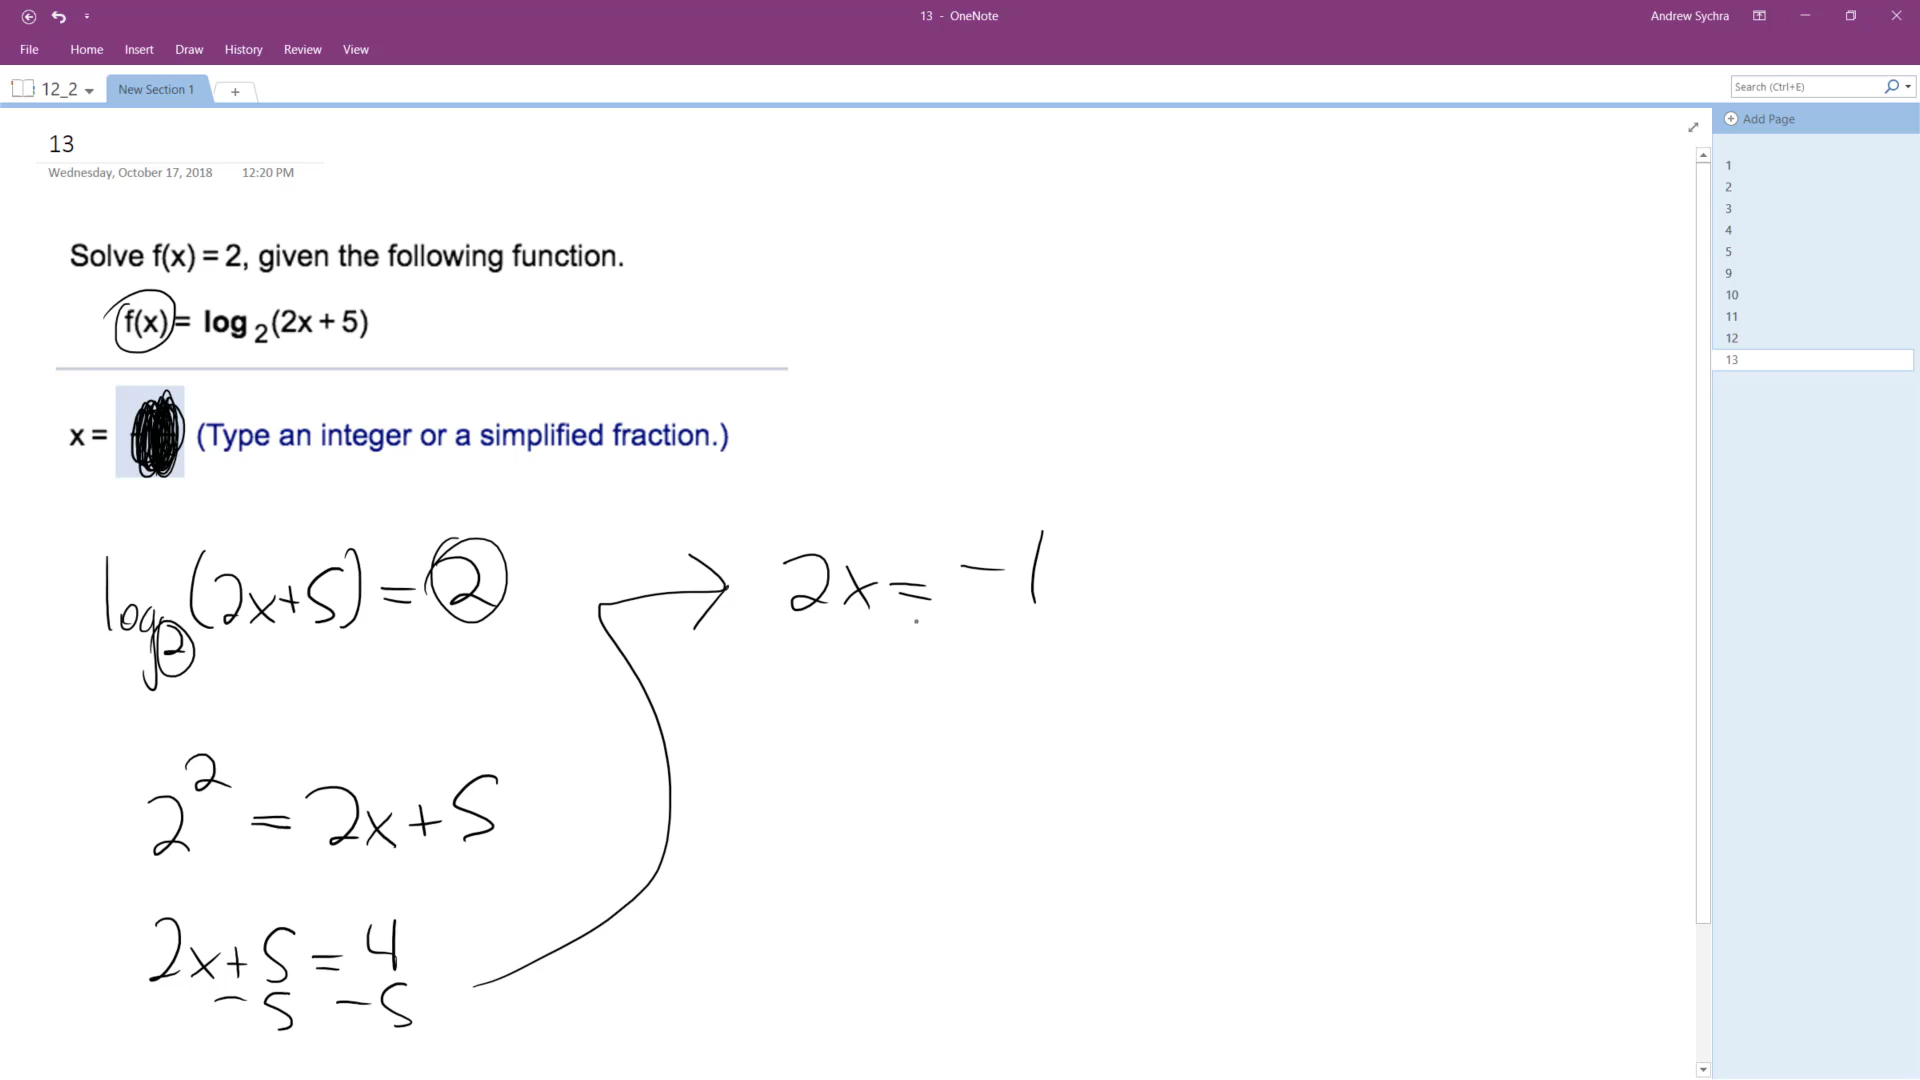 13 - OneNote
Andrew Sychra
File Home Insert Draw History Review View
12_2
New Section 1
+
Search (Ctrl+E)
Add Page
13
Wednesday, October 17, 2018 12:20 PM
1
2
3
4
5
9
10
11
12
13
Solve f(x) = 2, given the following function.
f(x) = log ₂(2x + 5)
x = (Type an integer or a simplified fraction.)
log₂(2x+5) = 2
2² = 2x+5
2x+5 = 4
-5 -5
2x = -1